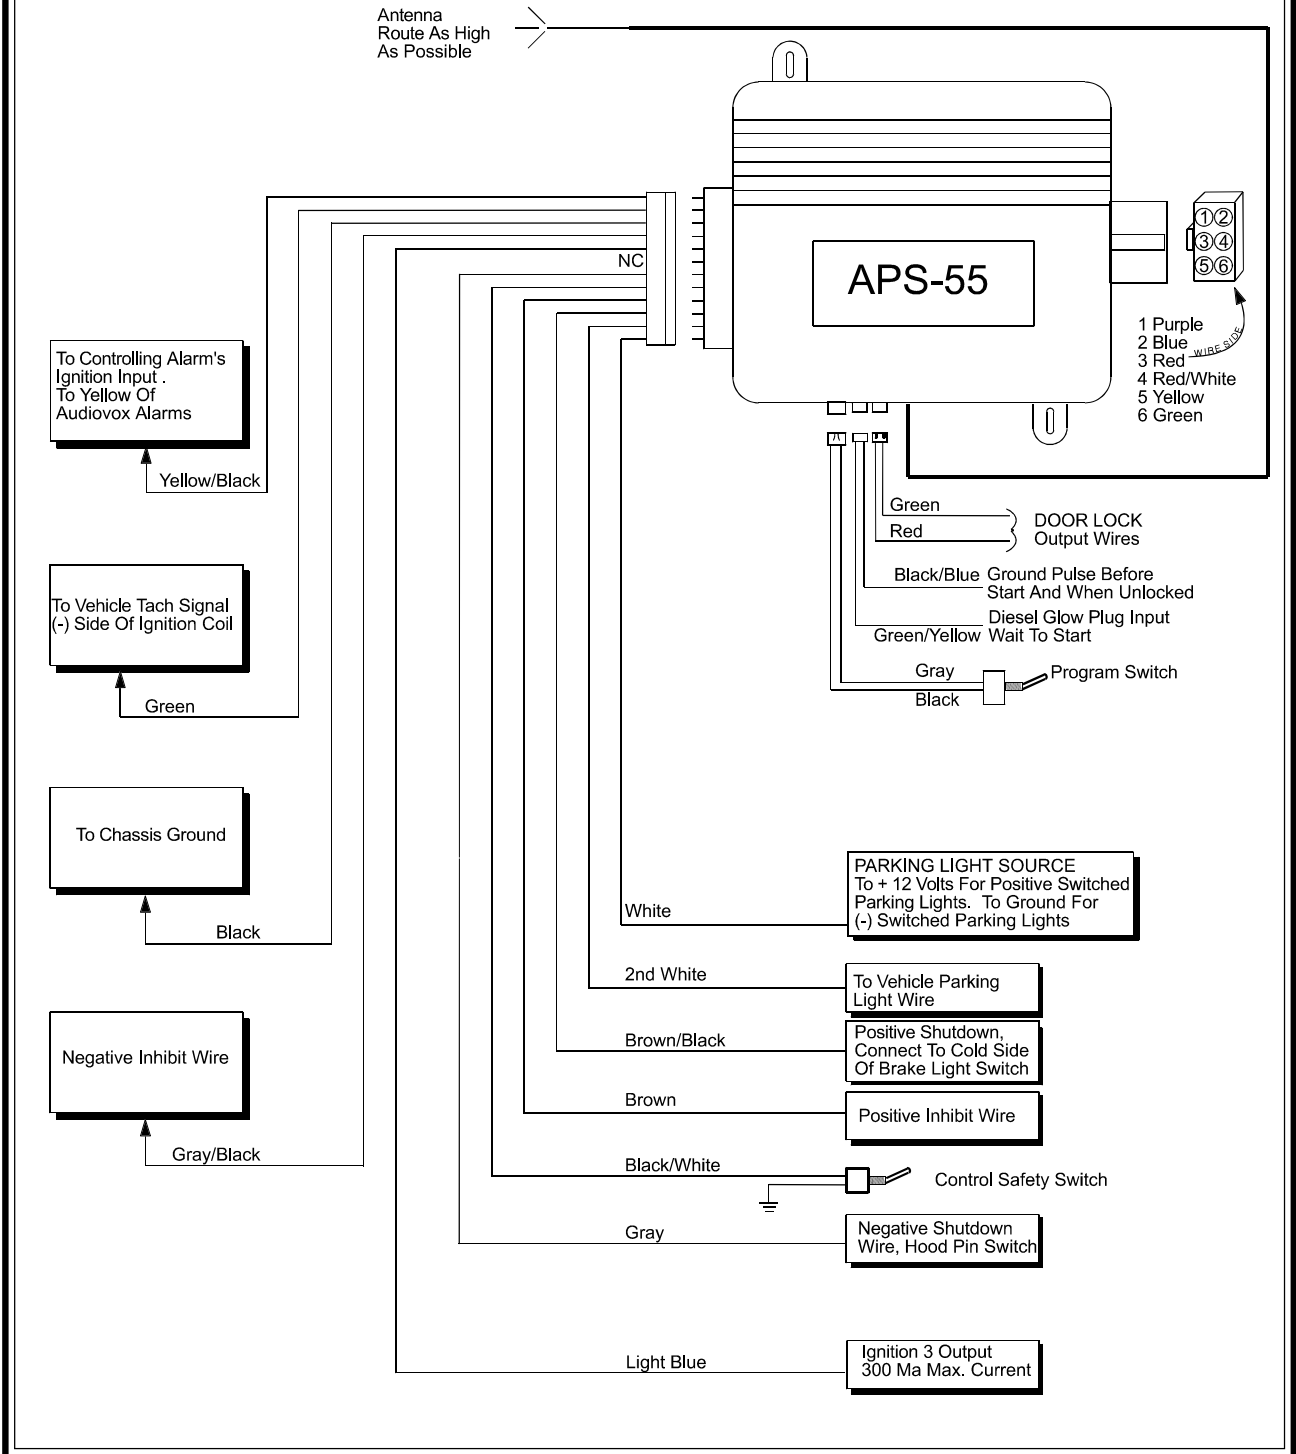 Antenna
Route As High
As Possible
NC
APS-55
1 2
3 4
5 6
1 Purple
2 Blue
3 Red
4 Red/White
5 Yellow
6 Green
WIRE SIDE
To Controlling Alarm's
Ignition Input .
To Yellow Of
Audiovox Alarms
Yellow/Black
Green
Red
DOOR LOCK
Output Wires
Black/Blue
Ground Pulse Before
Start And When Unlocked
Diesel Glow Plug Input
Green/Yellow Wait To Start
Gray
Black
Program Switch
To Vehicle Tach Signal
(-) Side Of Ignition Coil
Green
To Chassis Ground
Black
PARKING LIGHT SOURCE
To + 12 Volts For Positive Switched
Parking Lights. To Ground For
(-) Switched Parking Lights
White
2nd White
To Vehicle Parking
Light Wire
Brown/Black
Positive Shutdown,
Connect To Cold Side
Of Brake Light Switch
Negative Inhibit Wire
Gray/Black
Brown
Positive Inhibit Wire
Black/White
Control Safety Switch
Gray
Negative Shutdown
Wire, Hood Pin Switch
Light Blue
Ignition 3 Output
300 Ma Max. Current